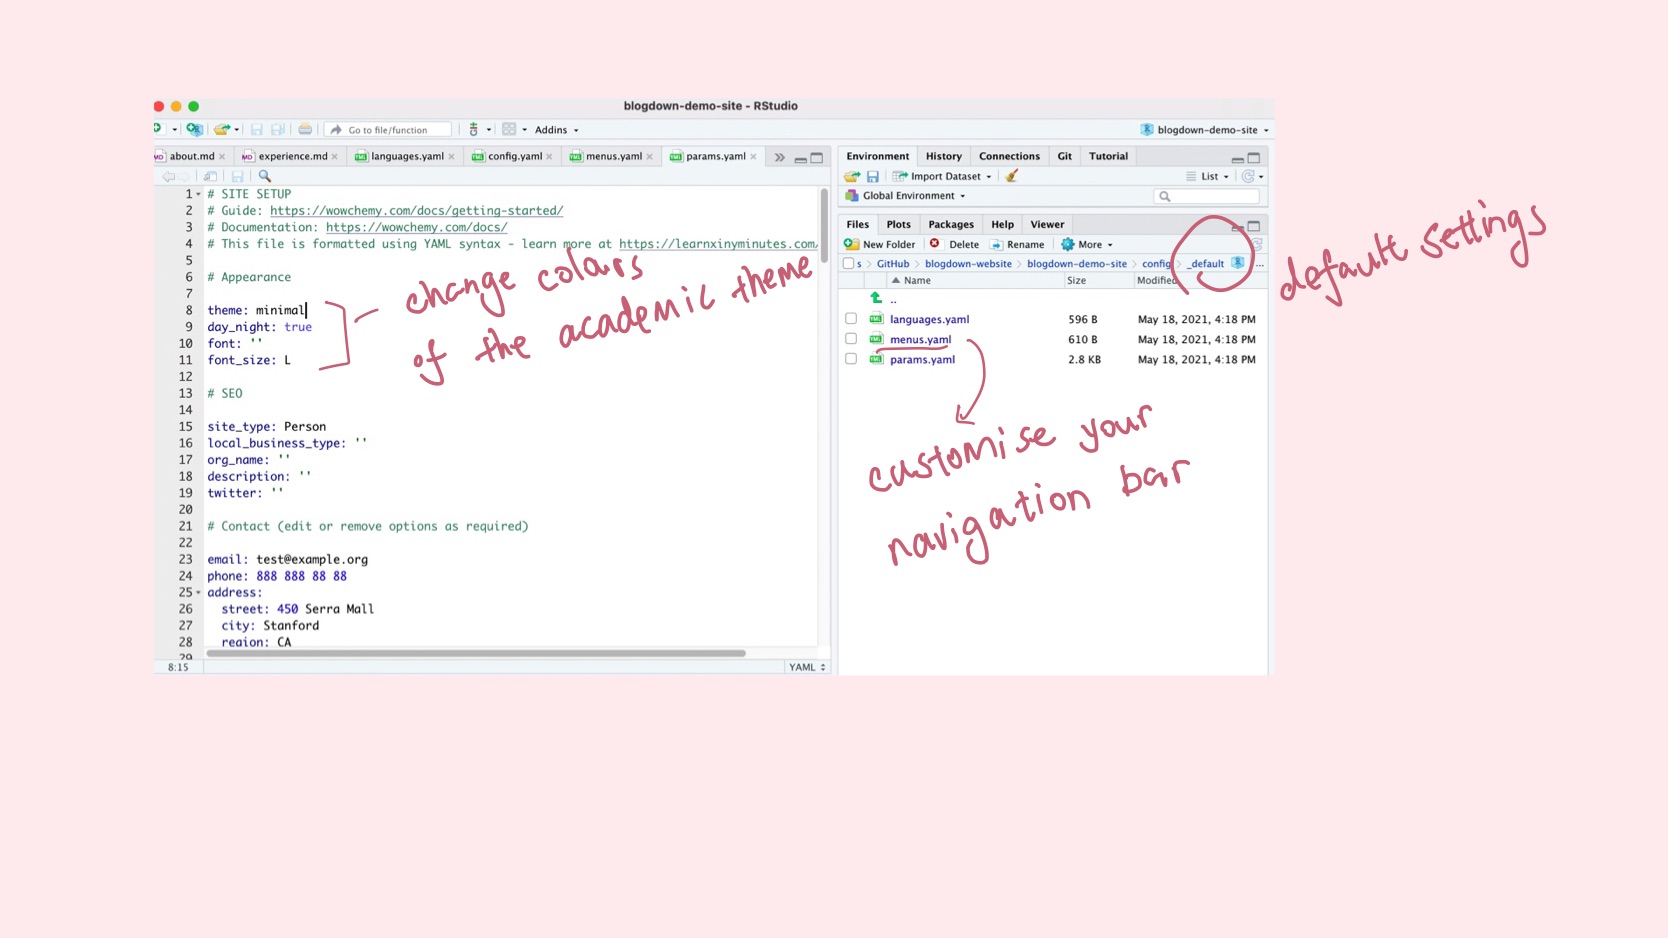 blogdown-demo-site - RStudio
Go to file/function
Addins
blogdown-demo-site
about.md
experience.md
languages.yaml
config.yaml
menus.yaml
params.yaml
1 # SITE SETUP
2 # Guide: https://wowchemy.com/docs/getting-started/
3 # Documentation: https://wowchemy.com/docs/
4 # This file is formatted using YAML syntax - learn more at https://learnxinyminutes.com/
5
6 # Appearance
7
8 theme: minimal
9 day_night: true
10 font: ''
11 font_size: L
12
13 # SEO
14
15 site_type: Person
16 local_business_type: ''
17 org_name: ''
18 description: ''
19 twitter: ''
20
21 # Contact (edit or remove options as required)
22
23 email: test@example.org
24 phone: 888 888 88 88
25 address:
26 street: 450 Serra Mall
27 city: Stanford
28 region: CA
29
8:15
YAML
change colours
of the academic theme
Environment History Connections Git Tutorial
Import Dataset
List
Global Environment
Files Plots Packages Help Viewer
New Folder Delete Rename More
s > GitHub > blogdown-website > blogdown-demo-site > config > _default ...
Name Size Modified
..
languages.yaml 596 B May 18, 2021, 4:18 PM
menus.yaml 610 B May 18, 2021, 4:18 PM
params.yaml 2.8 KB May 18, 2021, 4:18 PM
default settings
customise your
navigation bar